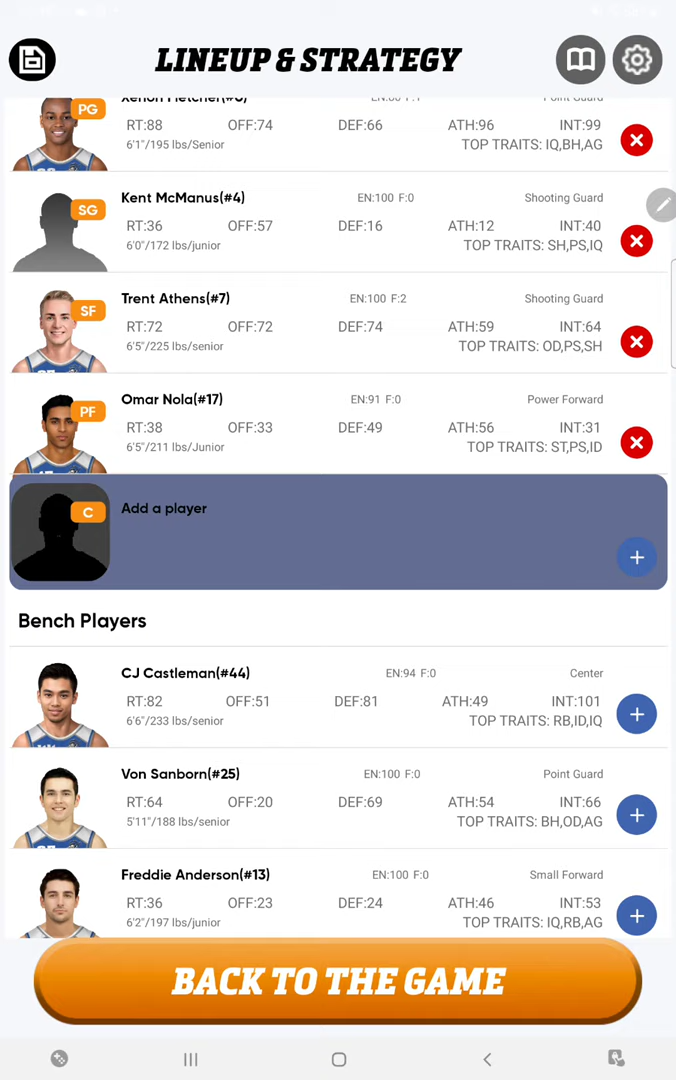 LINEUP & STRATEGY
PG
Point Guard
RT:88 OFF:74 DEF:66 ATH:96 INT:99
6'1"/195 lbs/Senior TOP TRAITS: IQ,BH,AG
SG
Kent McManus(#4) EN:100 F:0 Shooting Guard
RT:36 OFF:57 DEF:16 ATH:12 INT:40
6'0"/172 lbs/junior TOP TRAITS: SH,PS,IQ
SF
Trent Athens(#7) EN:100 F:2 Shooting Guard
RT:72 OFF:72 DEF:74 ATH:59 INT:64
6'5"/225 lbs/senior TOP TRAITS: OD,PS,SH
PF
Omar Nola(#17) EN:91 F:0 Power Forward
RT:38 OFF:33 DEF:49 ATH:56 INT:31
6'5"/211 lbs/Junior TOP TRAITS: ST,PS,ID
C
Add a player
Bench Players
CJ Castleman(#44) EN:94 F:0 Center
RT:82 OFF:51 DEF:81 ATH:49 INT:101
6'6"/233 lbs/senior TOP TRAITS: RB,ID,IQ
Von Sanborn(#25) EN:100 F:0 Point Guard
RT:64 OFF:20 DEF:69 ATH:54 INT:66
5'11"/188 lbs/senior TOP TRAITS: BH,OD,AG
Freddie Anderson(#13) EN:100 F:0 Small Forward
RT:36 OFF:23 DEF:24 ATH:46 INT:53
6'2"/197 lbs/junior TOP TRAITS: IQ,RB,AG
BACK TO THE GAME